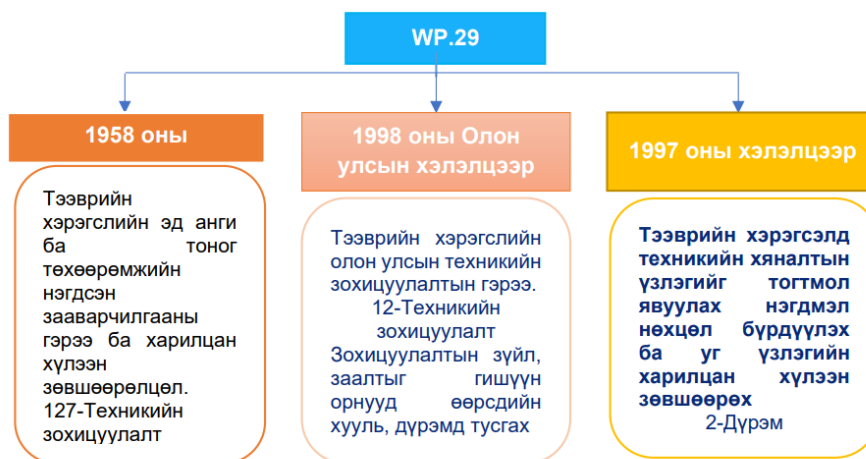 WP.29
1958 оны
Тээврийн
хэрэгслийн эд анги
ба тоног
төхөөрөмжийн
нэгдсэн
зааварчилгааны
гэрээ ба харилцан
хүлээн
зөвшөөрөлцөл.
127-Техникийн
зохицуулалт
1998 оны Олон
улсын хэлэлцээр
Тээврийн хэрэгслийн
олон улсын техникийн
зохицуулалтын гэрээ.
12-Техникийн
зохицуулалт
Зохицуулалтын зүйл,
заалтыг гишүүн
орнууд өөрсдийн
хууль, дүрэмд тусгах
1997 оны хэлэлцээр
Тээврийн хэрэгсэлд
техникийн хяналтын
үзлэгийг тогтмол
явуулах нэгдмэл
нөхцөл бүрдүүлэх
ба уг үзлэгийн
харилцан хүлээн
зөвшөөрөх
2-Дүрэм